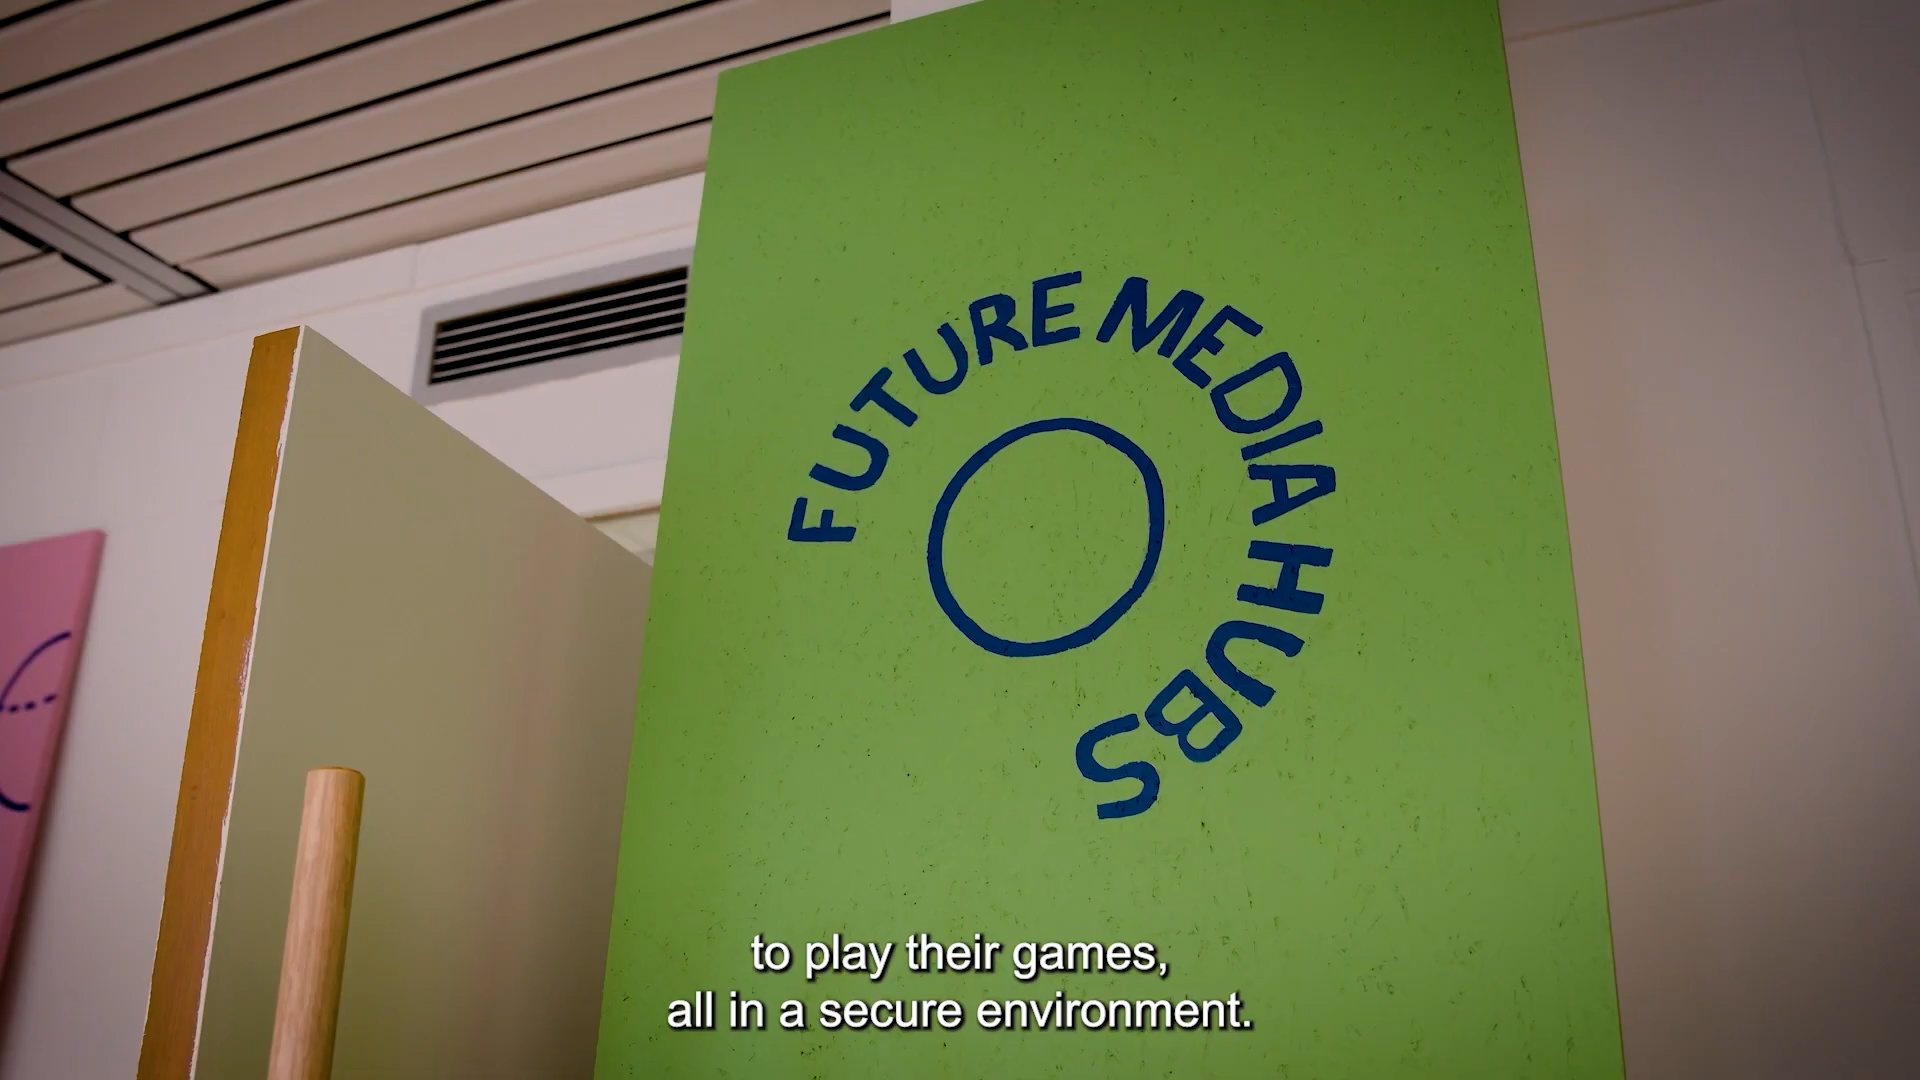 FUTURE MEDIA HUBS
to play their games,
all in a secure environment.